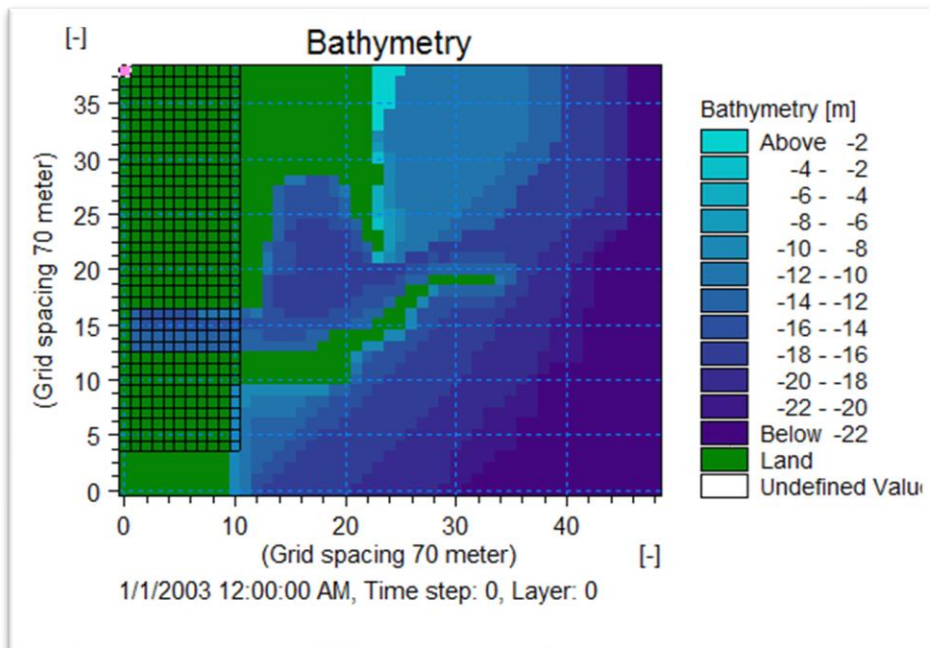 [-]
Bathymetry
35
30
25
20
15
10
5
0
(Grid spacing 70 meter)
0 10 20 30 40
(Grid spacing 70 meter) [-]
1/1/2003 12:00:00 AM, Time step: 0, Layer: 0
Bathymetry [m]
Above -2
-4 - -2
-6 - -4
-8 - -6
-10 - -8
-12 - -10
-14 - -12
-16 - -14
-18 - -16
-20 - -18
-22 - -20
Below -22
Land
Undefined Valu